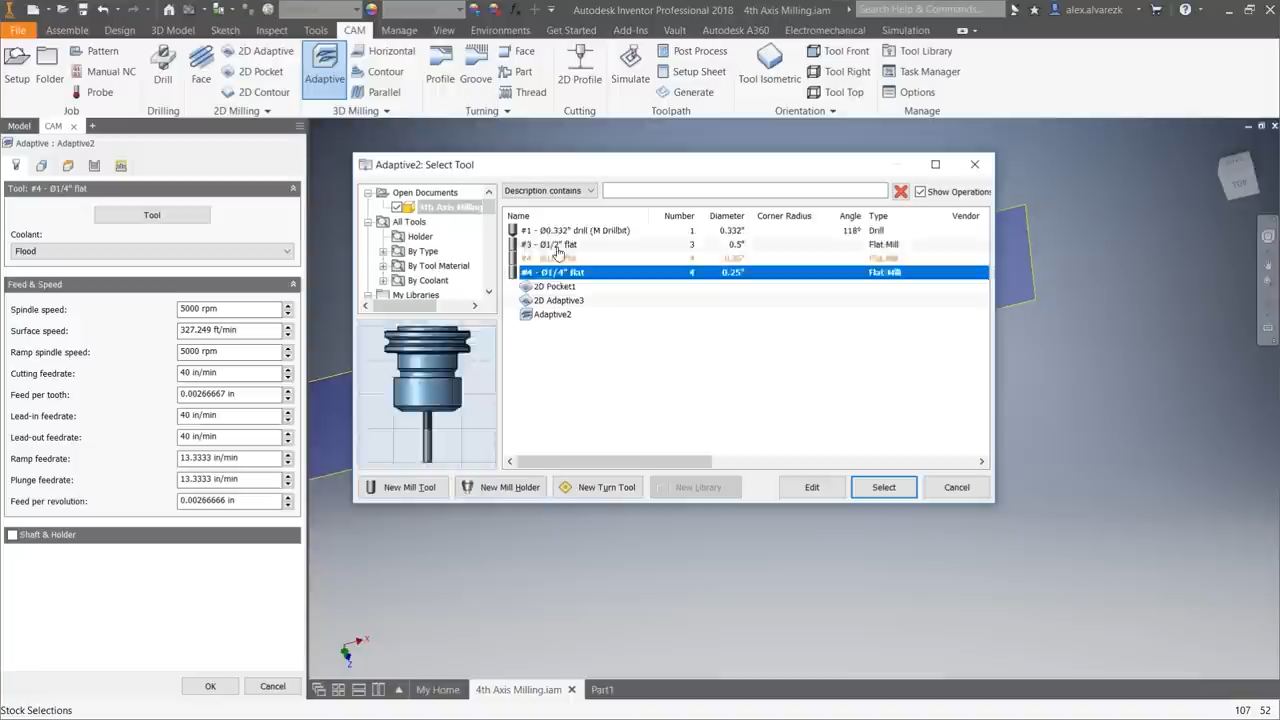 Autodesk Inventor Professional 2018   4th Axis Milling.iam
Search Help & Commands...
alex.alvarezk
File Assemble Design 3D Model Sketch Inspect Tools CAM Manage View Environments Get Started Add-Ins Vault Autodesk A360 Electromechanical Simulation
Pattern 2D Adaptive Horizontal Face Post Process Tool Front Tool Library
Setup Folder Manual NC Drill Face 2D Pocket Adaptive Contour Profile Groove Part 2D Profile Simulate Setup Sheet Tool Isometric Tool Right Task Manager
Probe 2D Contour Parallel Thread Generate Tool Top Options
Job Drilling 2D Milling 3D Milling Turning Cutting Toolpath Orientation Manage
Model CAM
Adaptive : Adaptive2
Tool: #4 - Ø1/4" flat
Tool
Coolant:
Flood
Feed & Speed
Spindle speed: 5000 rpm
Surface speed: 327.249 ft/min
Ramp spindle speed: 5000 rpm
Cutting feedrate: 40 in/min
Feed per tooth: 0.00266667 in
Lead-in feedrate: 40 in/min
Lead-out feedrate: 40 in/min
Ramp feedrate: 13.3333 in/min
Plunge feedrate: 13.3333 in/min
Feed per revolution: 0.00266666 in
Shaft & Holder
OK Cancel
Adaptive2: Select Tool
Open Documents
4th Axis Milling
All Tools
Holder
By Type
By Tool Material
By Coolant
My Libraries
Description contains
Show Operations
Name Number Diameter Corner Radius Angle Type Vendor
#1 - Ø0.332" drill (M Drillbit) 1 0.332" 118° Drill
#3 - Ø1/2" flat 3 0.5" Flat Mill
#4 - Ø1/4" flat 4 0.25" Flat Mill
2D Pocket1
2D Adaptive3
Adaptive2
New Mill Tool New Mill Holder New Turn Tool New Library Edit Select Cancel
TOP
X
Z
My Home 4th Axis Milling.iam Part1
Stock Selections
107 52